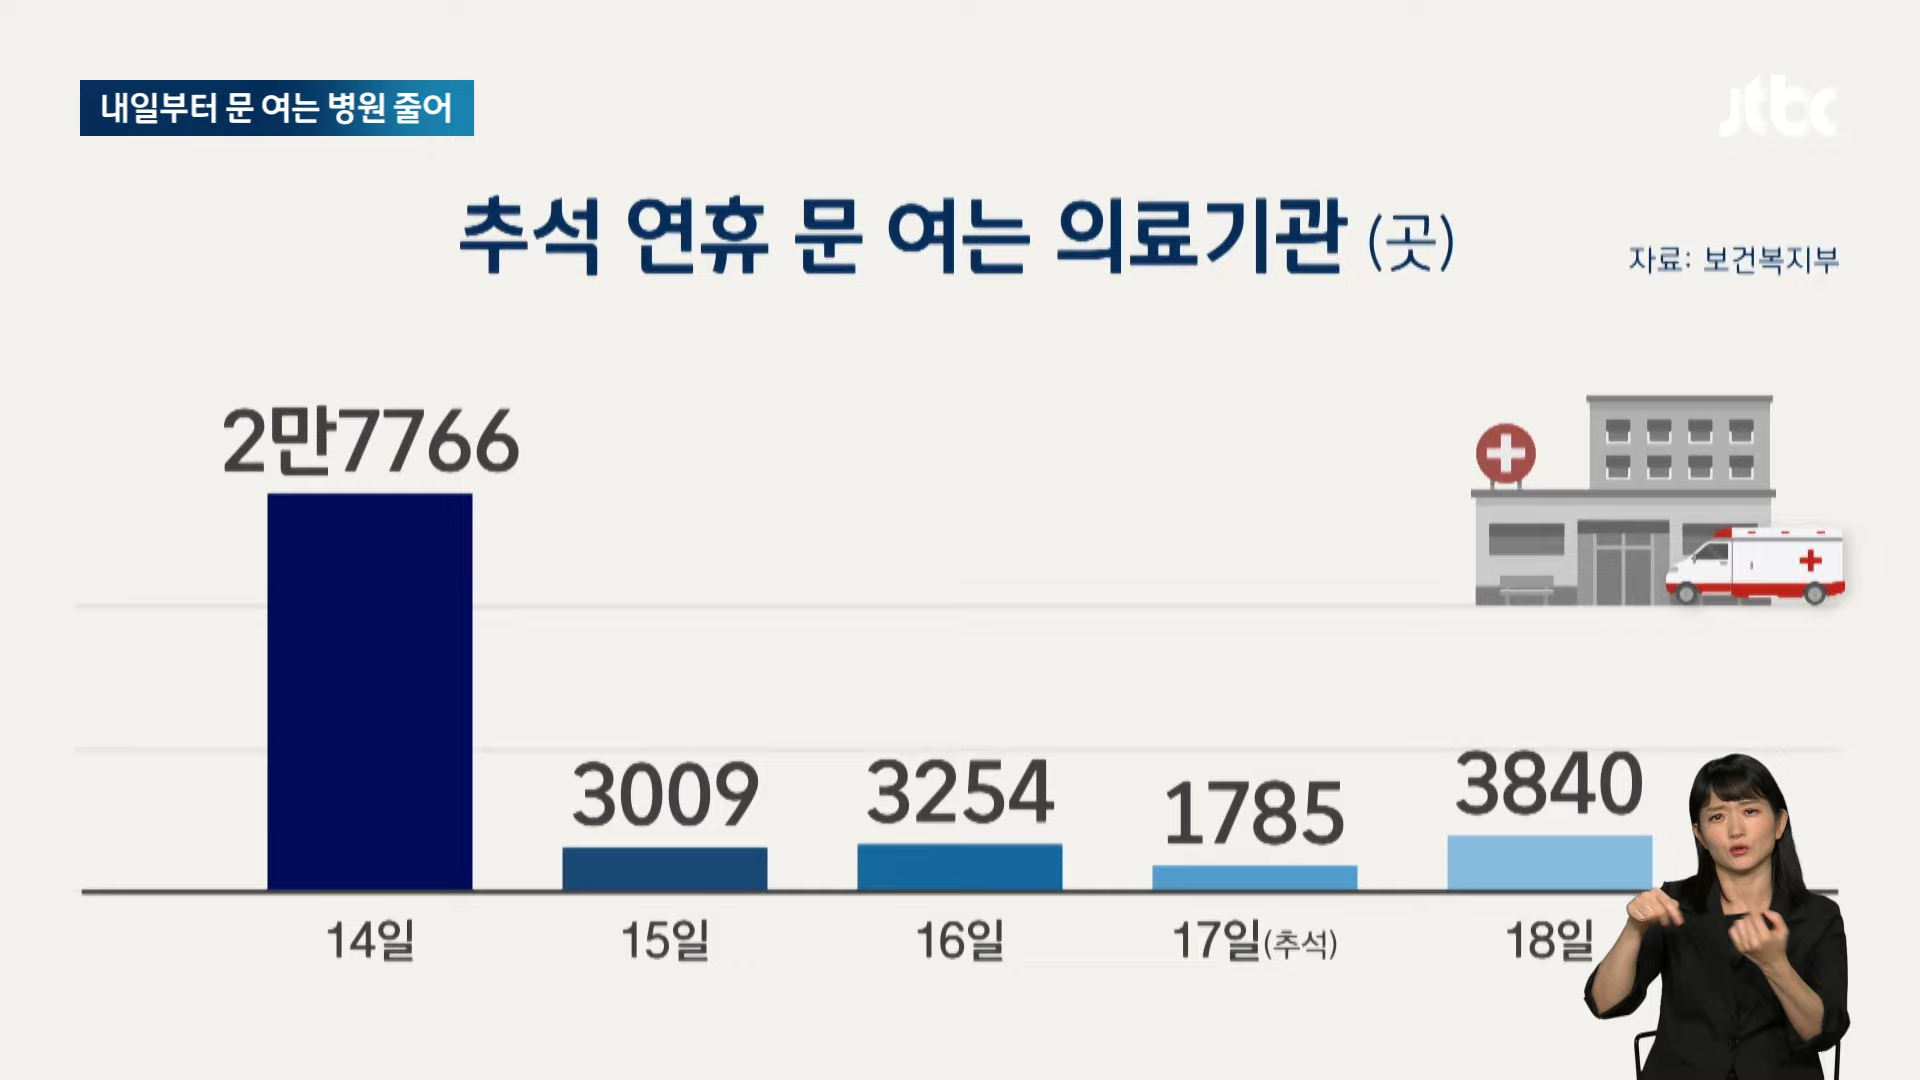 내일부터 문 여는 병원 줄어
jtbc
추석 연휴 문 여는 의료기관 (곳)
자료: 보건복지부
2만7766
3009
3254
1785
3840
14일
15일
16일
17일(추석)
18일